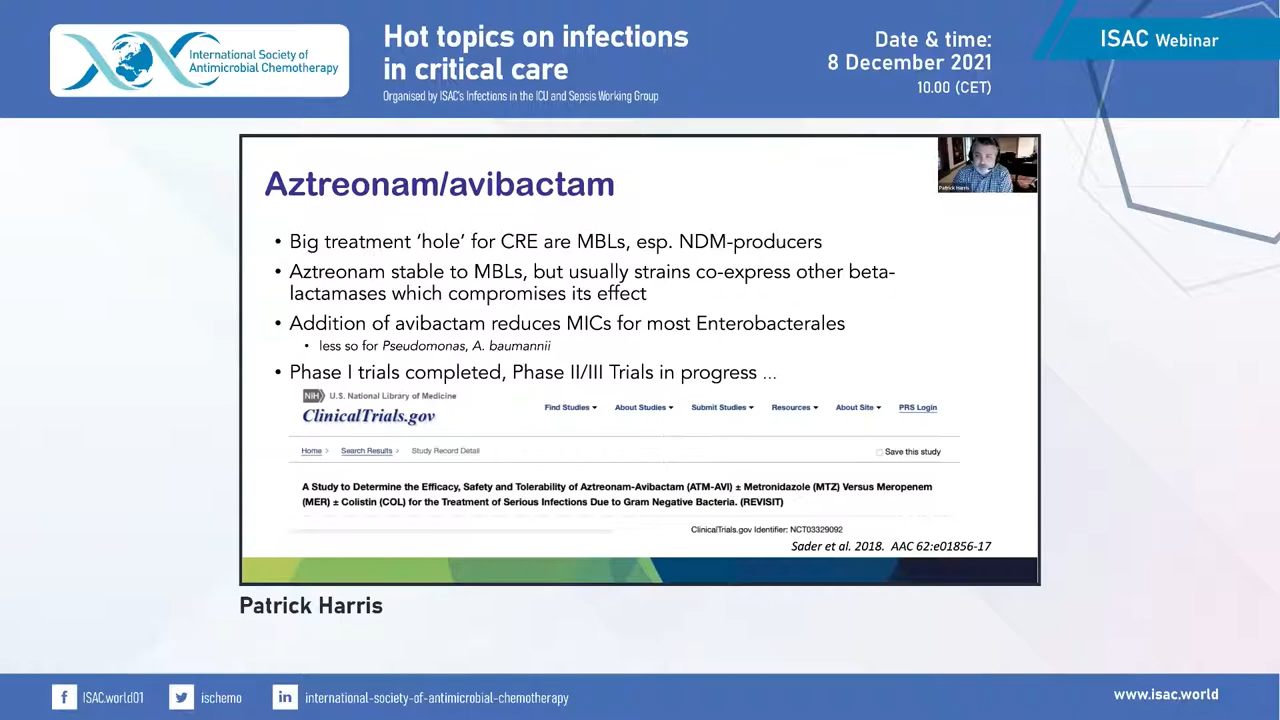 International Society of
Antimicrobial Chemotherapy
Hot topics on infections
in critical care
Organised by ISAC's Infections in the ICU and Sepsis Working Group
Date & time:
8 December 2021
10.00 (CET)
ISAC Webinar
Patrick Harris
Aztreonam/avibactam
• Big treatment ‘hole’ for CRE are MBLs, esp. NDM-producers
• Aztreonam stable to MBLs, but usually strains co-express other beta-
lactamases which compromises its effect
• Addition of avibactam reduces MICs for most Enterobacterales
• less so for Pseudomonas, A. baumannii
• Phase I trials completed, Phase II/III Trials in progress ...
NIH U.S. National Library of Medicine
ClinicalTrials.gov
Find Studies About Studies Submit Studies Resources About Site PRS Login
Home > Search Results > Study Record Detail
Save this study
A Study to Determine the Efficacy, Safety and Tolerability of Aztreonam-Avibactam (ATM-AVI) ± Metronidazole (MTZ) Versus Meropenem
(MER) ± Colistin (COL) for the Treatment of Serious Infections Due to Gram Negative Bacteria. (REVISIT)
ClinicalTrials.gov Identifier: NCT03329092
Sader et al. 2018. AAC 62:e01856-17
Patrick Harris
f ISAC.world01
ischemo
in international-society-of-antimicrobial-chemotherapy
www.isac.world